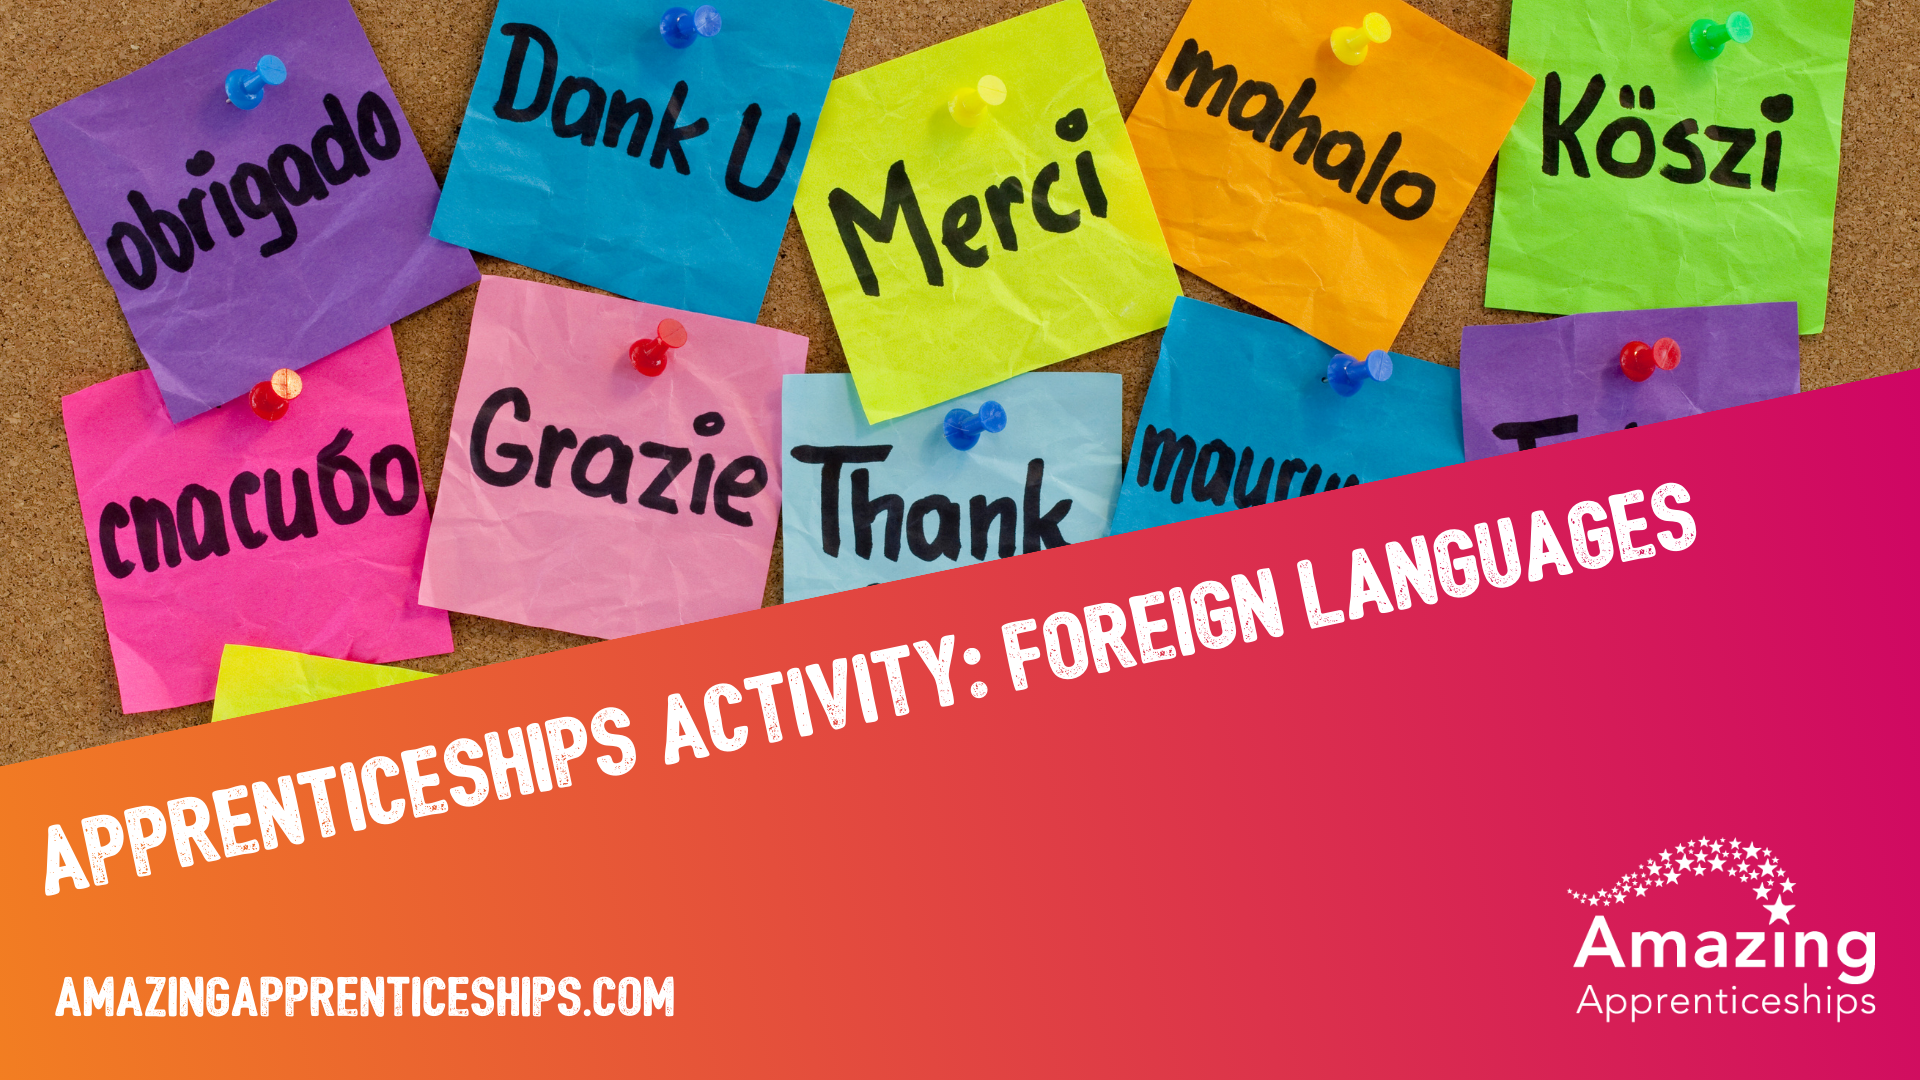 obrigado
Dank U
Merci
mahalo
Köszi
спасибо
Grazie
Thank
APPRENTICESHIPS ACTIVITY: FOREIGN LANGUAGES
AMAZINGAPPRENTICESHIPS.COM
Amazing
Apprenticeships